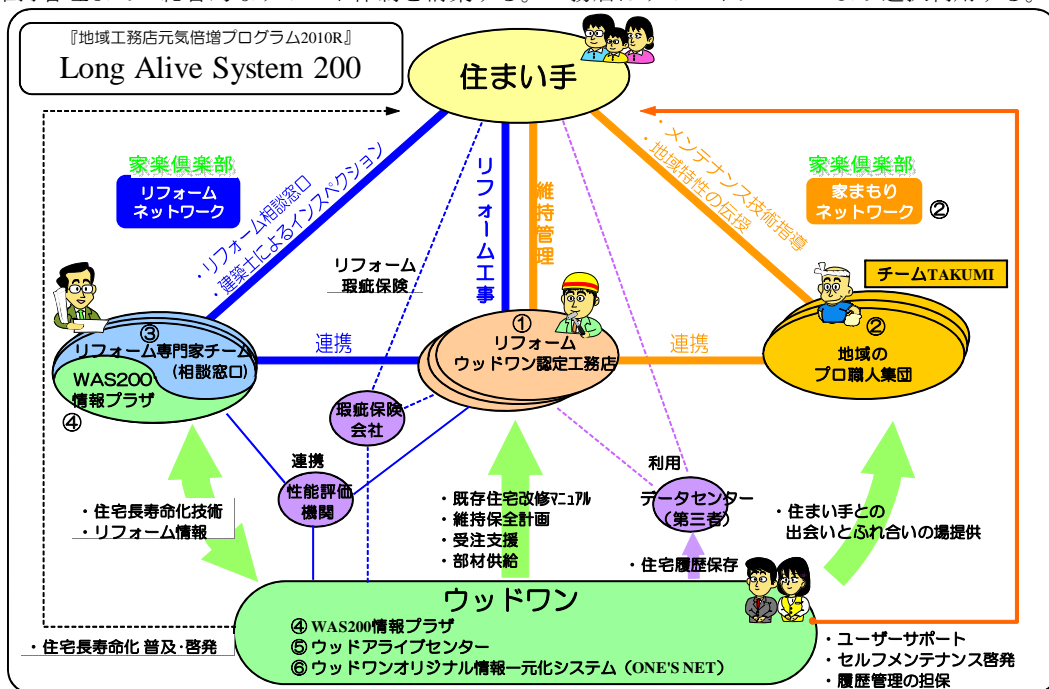 『地域工務店元気倍増プログラム2010R』
Long Alive System 200
住まい手
家楽倶楽部
リフォーム
ネットワーク
・リフォーム相談窓口
・建築士によるインスペクション
リフォーム
瑕疵保険
リフォーム工事
維持管理
・メンテナンス技術指導
・地域特性の伝授
家楽倶楽部
家まもり
ネットワーク
②
チームTAKUMI
③
リフォーム専門家チーム
(相談窓口)
WAS200
情報プラザ
④
連携
①
リフォーム
ウッドワン認定工務店
連携
②
地域の
プロ職人集団
瑕疵保険
会社
連携
性能評価
機関
利用
データセンター
(第三者)
・住宅長寿命化技術
・リフォーム情報
・既存住宅改修マニュアル
・維持保全計画
・受注支援
・部材供給
・住宅履歴保存
・住まい手との
出会いとふれ合いの場提供
ウッドワン
④ WAS200情報プラザ
⑤ ウッドアライブセンター
⑥ ウッドワンオリジナル情報一元化システム（ONE'S NET）
・住宅長寿命化 普及・啓発
・ユーザーサポート
・セルフメンテナンス啓発
・履歴管理の担保